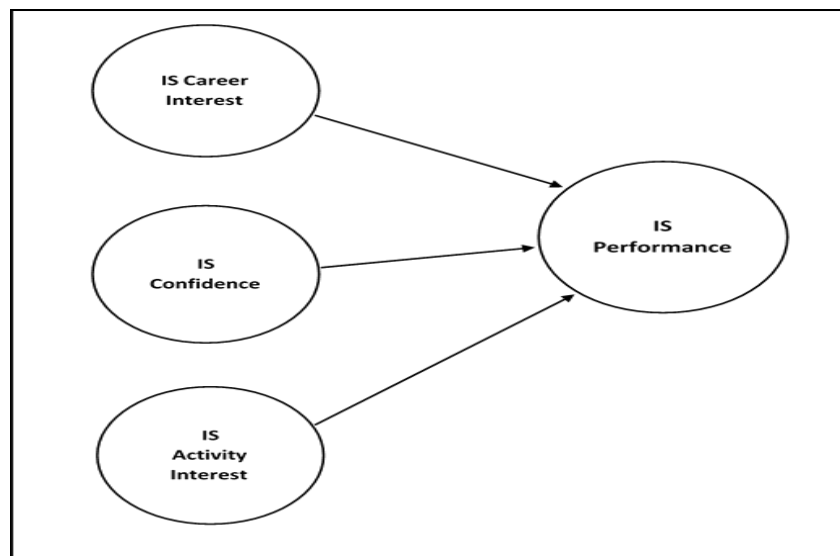 IS Career
Interest
IS
Confidence
IS
Activity
Interest
IS
Performance